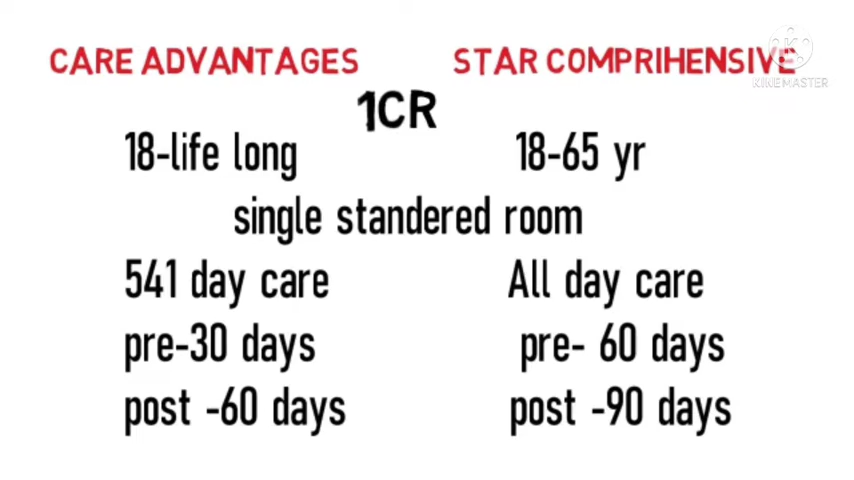 CARE ADVANTAGES STAR COMPRIHENSIVE
KINEMASTER
1CR
18-life long 18-65 yr
single standered room
541 day care All day care
pre-30 days pre- 60 days
post -60 days post -90 days